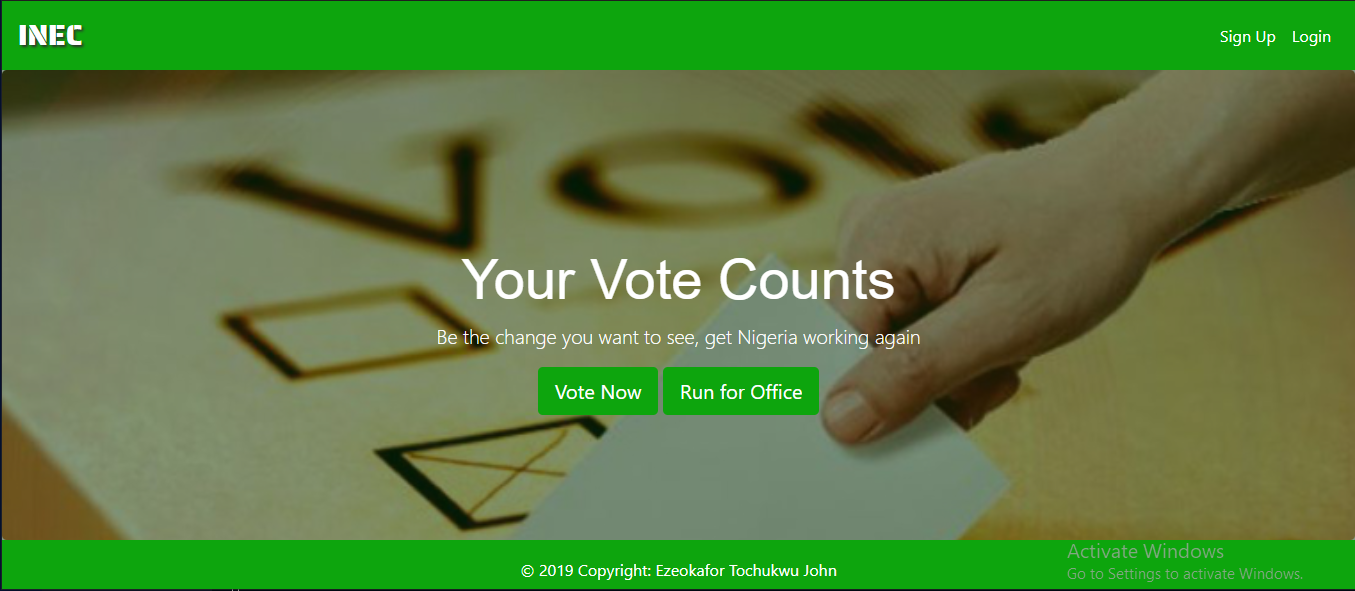 INEC
Sign Up Login
VOTE
Your Vote Counts
Be the change you want to see, get Nigeria working again
Vote Now Run for Office
© 2019 Copyright: Ezeokafor Tochukwu John
Activate Windows
Go to Settings to activate Windows.